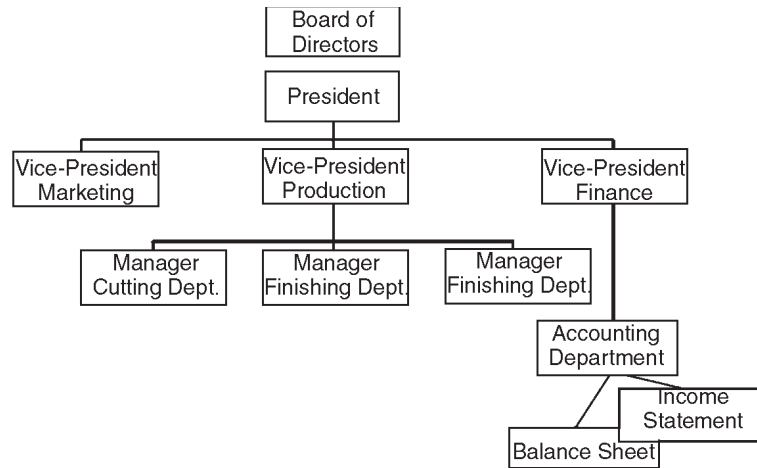 Board of
Directors
President
Vice-President
Marketing
Vice-President
Production
Vice-President
Finance
Manager
Cutting Dept.
Manager
Finishing Dept.
Manager
Finishing Dept.
Accounting
Department
Income
Statement
Balance Sheet